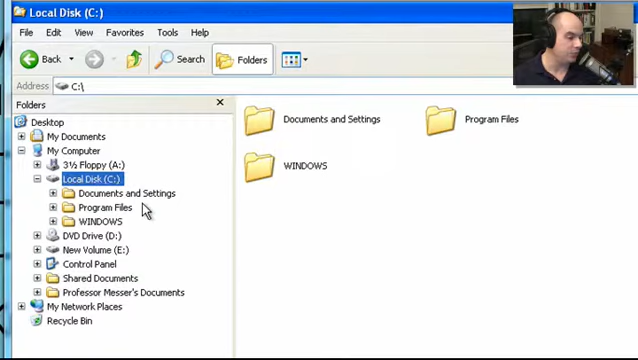 Local Disk (C:)
File Edit View Favorites Tools Help
Back Search Folders
Address C:\
Folders
Desktop
My Documents
My Computer
3½ Floppy (A:)
Local Disk (C:)
Documents and Settings
Program Files
WINDOWS
DVD Drive (D:)
New Volume (E:)
Control Panel
Shared Documents
Professor Messer's Documents
My Network Places
Recycle Bin
Documents and Settings Program Files
WINDOWS